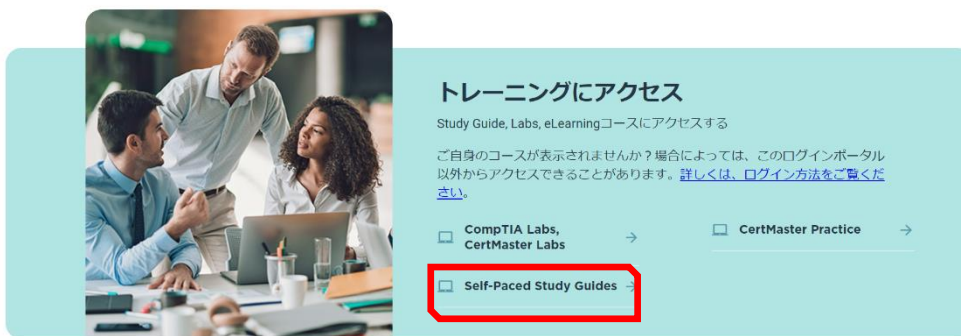 トレーニングにアクセス
Study Guide, Labs, eLearningコースにアクセスする
ご自身のコースが表示されませんか？場合によっては、このログインポータル
以外からアクセスできることがあります。詳しくは、ログイン方法をご覧くだ
さい。
CompTIA Labs,
CertMaster Labs
CertMaster Practice
Self-Paced Study Guides